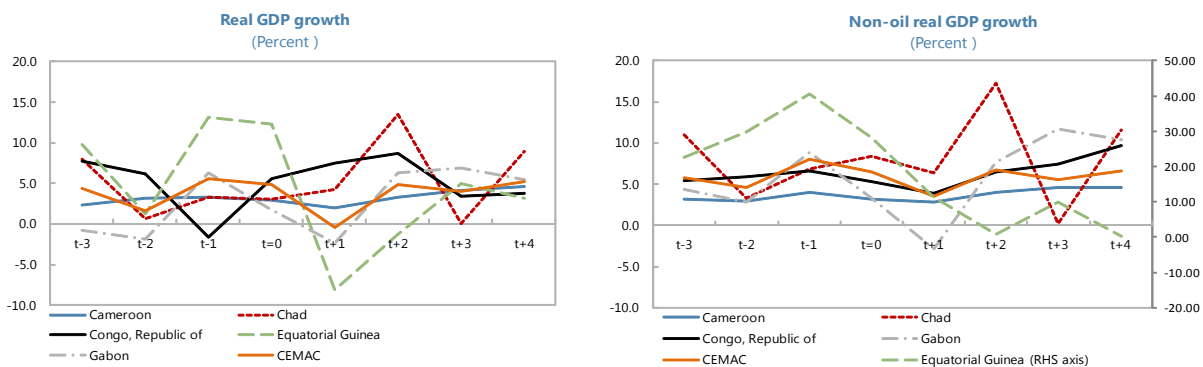 Real GDP growth
(Percent )
20.0
15.0
10.0
5.0
0.0
-5.0
-10.0
t-3 t-2 t-1 t=0 t+1 t+2 t+3 t+4
Cameroon Chad
Congo, Republic of Equatorial Guinea
Gabon CEMAC
Non-oil real GDP growth
(Percent )
20.0
15.0
10.0
5.0
0.0
-5.0
-10.0
50.00
40.00
30.00
20.00
10.00
0.00
-10.00
-20.00
t-3 t-2 t-1 t=0 t+1 t+2 t+3 t+4
Cameroon Chad
Congo, Republic of Gabon
CEMAC Equatorial Guinea (RHS axis)